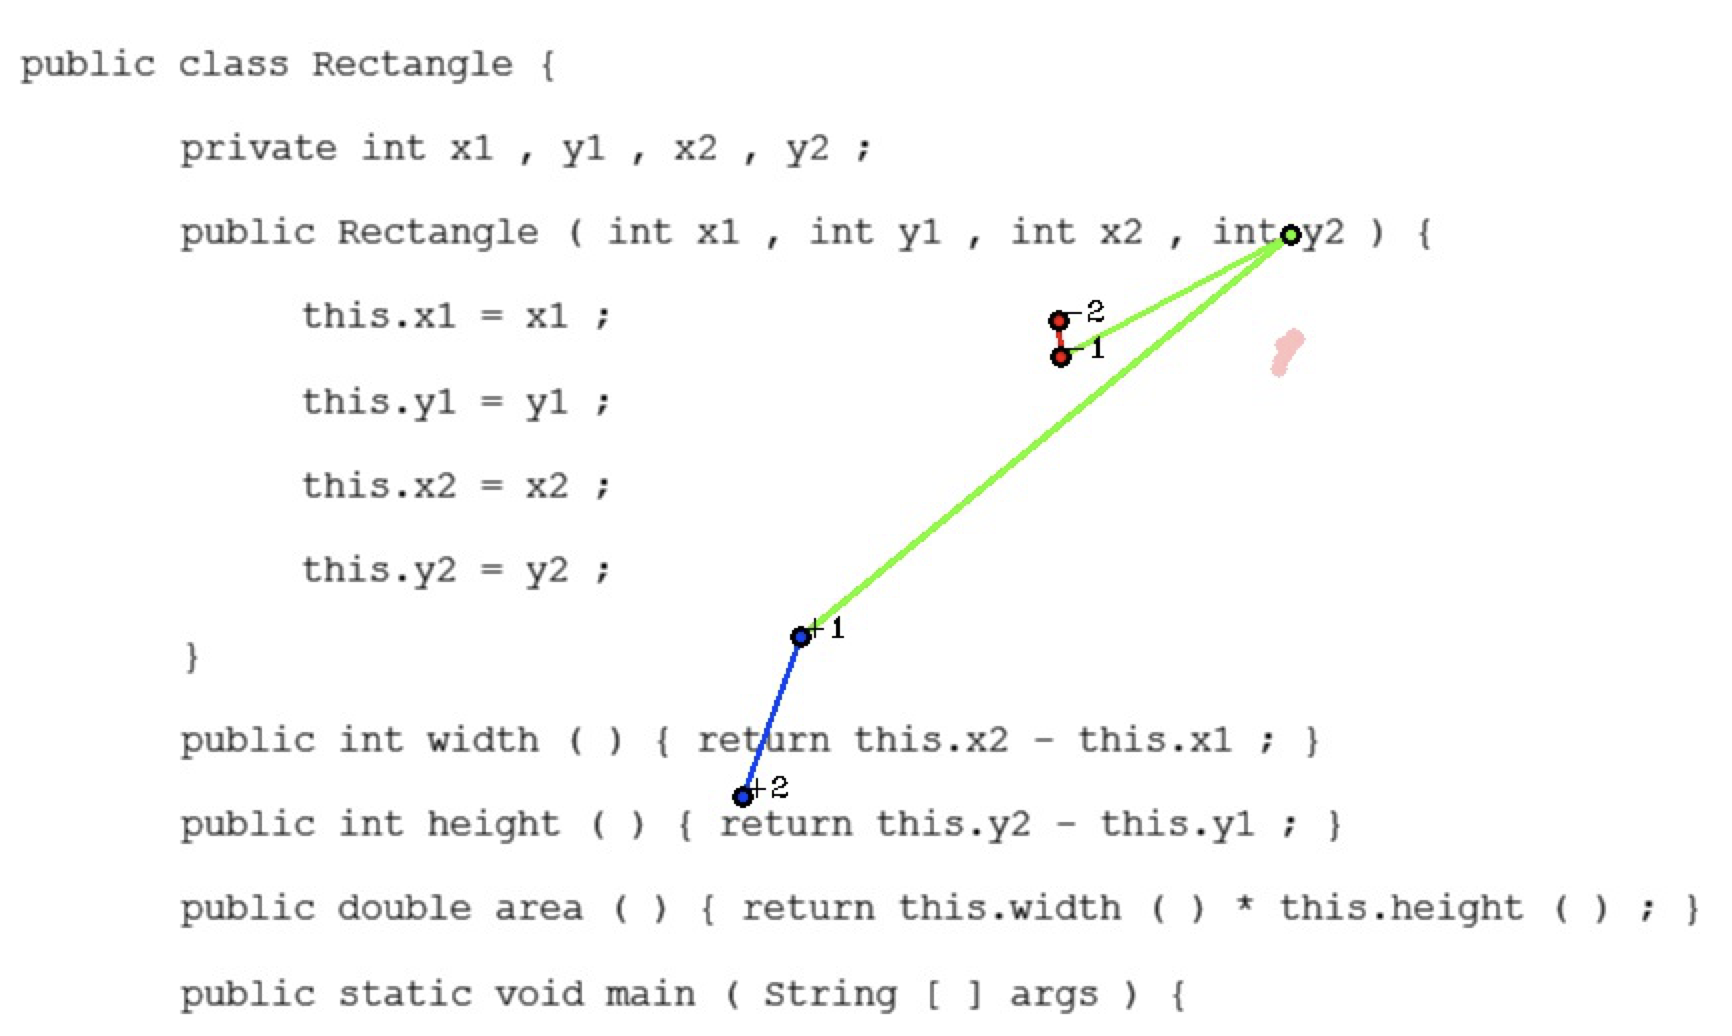 public class Rectangle {
private int x1 , y1 , x2 , y2 ;
public Rectangle ( int x1 , int y1 , int x2 , int y2 ) {
this.x1 = x1 ;
-2
-1
this.y1 = y1 ;
this.x2 = x2 ;
this.y2 = y2 ;
+1
}
public int width ( ) { return this.x2 - this.x1 ; }
+2
public int height ( ) { return this.y2 - this.y1 ; }
public double area ( ) { return this.width ( ) * this.height ( ) ; }
public static void main ( String [ ] args ) {